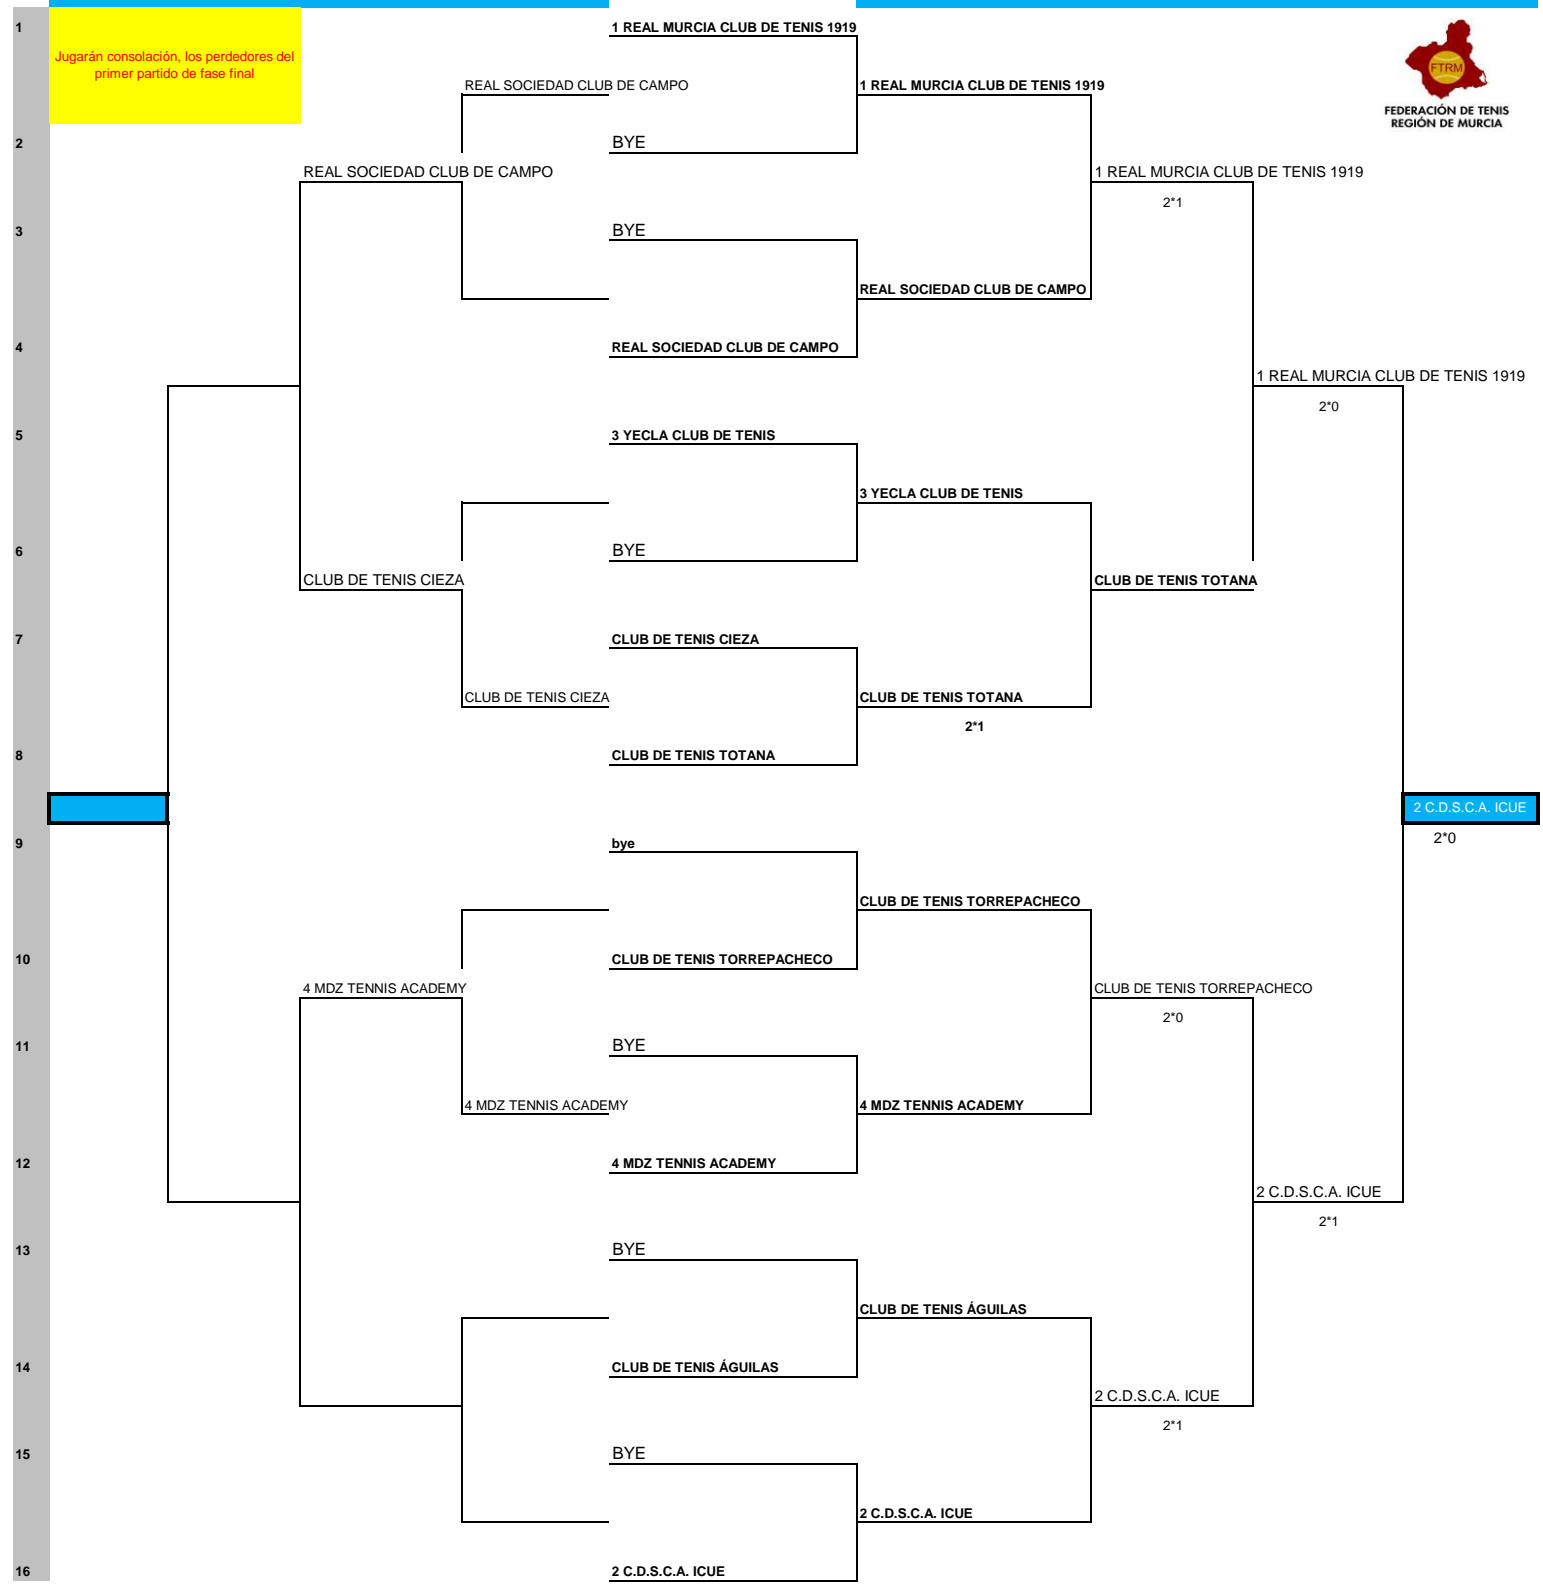 1
1 REAL MURCIA CLUB DE TENIS 1919
Jugarán consolación, los perdedores del
primer partido de fase final
FTRM
REAL SOCIEDAD CLUB DE CAMPO
1 REAL MURCIA CLUB DE TENIS 1919
FEDERACIÓN DE TENIS
REGIÓN DE MURCIA
2
BYE
REAL SOCIEDAD CLUB DE CAMPO
1 REAL MURCIA CLUB DE TENIS 1919
2*1
3
BYE
REAL SOCIEDAD CLUB DE CAMPO
4
REAL SOCIEDAD CLUB DE CAMPO
1 REAL MURCIA CLUB DE TENIS 1919
2*0
5
3 YECLA CLUB DE TENIS
3 YECLA CLUB DE TENIS
6
BYE
CLUB DE TENIS CIEZA
CLUB DE TENIS TOTANA
7
CLUB DE TENIS CIEZA
CLUB DE TENIS CIEZA
CLUB DE TENIS TOTANA
2*1
8
CLUB DE TENIS TOTANA
2 C.D.S.C.A. ICUE
2*0
9
bye
CLUB DE TENIS TORREPACHECO
10
CLUB DE TENIS TORREPACHECO
4 MDZ TENNIS ACADEMY
CLUB DE TENIS TORREPACHECO
2*0
11
BYE
4 MDZ TENNIS ACADEMY
4 MDZ TENNIS ACADEMY
12
4 MDZ TENNIS ACADEMY
2 C.D.S.C.A. ICUE
2*1
13
BYE
CLUB DE TENIS ÁGUILAS
14
CLUB DE TENIS ÁGUILAS
2 C.D.S.C.A. ICUE
2*1
15
BYE
2 C.D.S.C.A. ICUE
16
2 C.D.S.C.A. ICUE